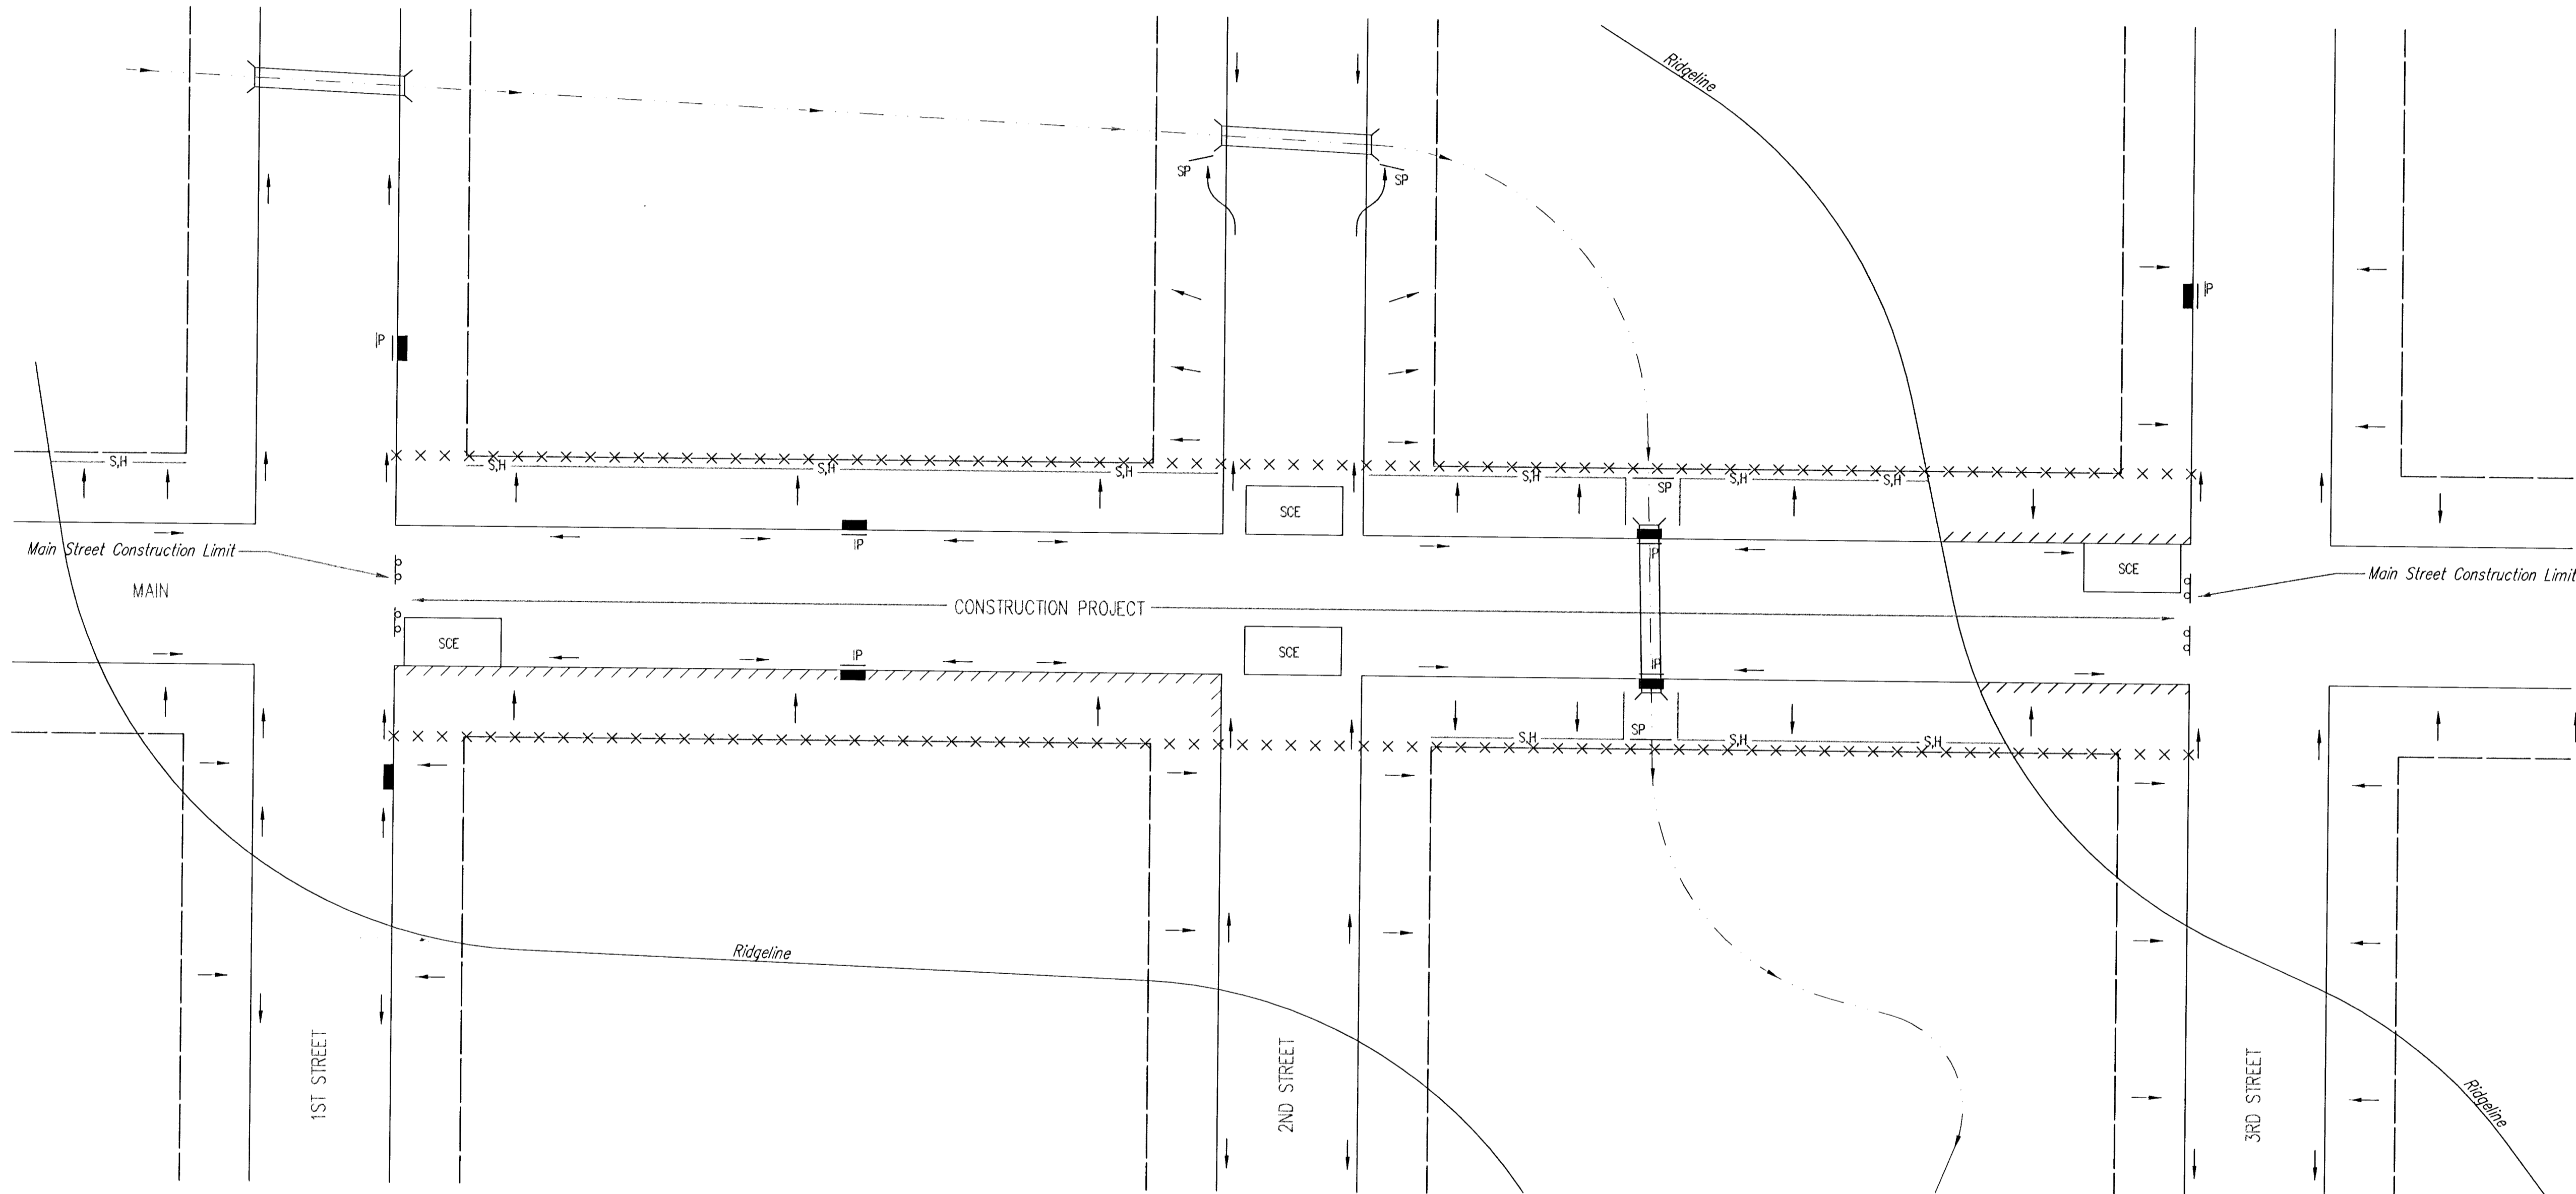 Ridgeline
SP
SP
IP
IP
S,H
S,H
S,H
S,H
S,H
SP
S,H
S,H
SCE
Main Street Construction Limit
IP
IP
SCE
Main Street Construction Limit
MAIN
CONSTRUCTION PROJECT
SCE
IP
SCE
IP
S,H
SP
S,H
S,H
Ridgeline
1ST STREET
2ND STREET
3RD STREET
Ridgeline